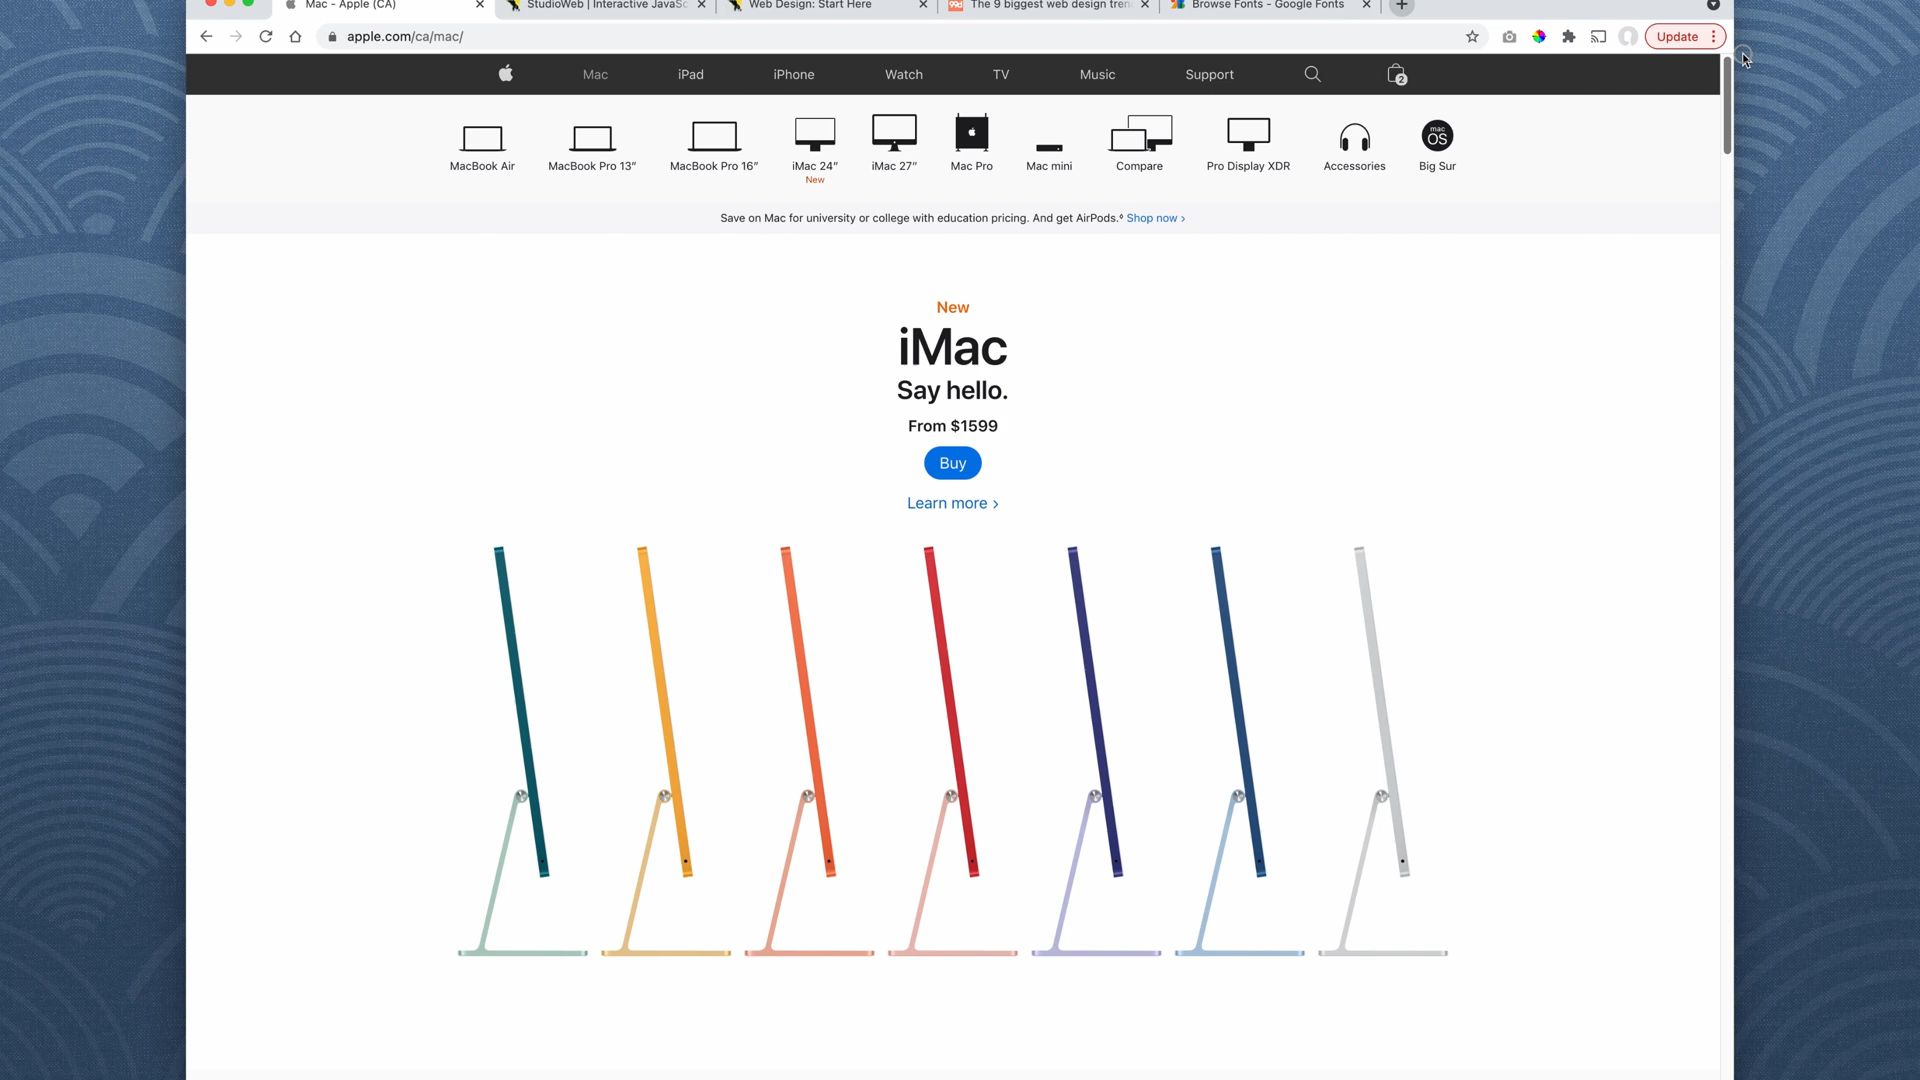 Mac - Apple (CA)
StudioWeb | Interactive JavaSc
Web Design: Start Here
99d The 9 biggest web design tren
Browse Fonts - Google Fonts
apple.com/ca/mac/
Update
Mac iPad iPhone Watch TV Music Support 2
MacBook Air
MacBook Pro 13"
MacBook Pro 16"
iMac 24"
New
iMac 27"
Mac Pro
Mac mini
Compare
Pro Display XDR
Accessories
mac
OS
Big Sur
Save on Mac for university or college with education pricing. And get AirPods.◊ Shop now >
New
iMac
Say hello.
From $1599
Buy
Learn more >